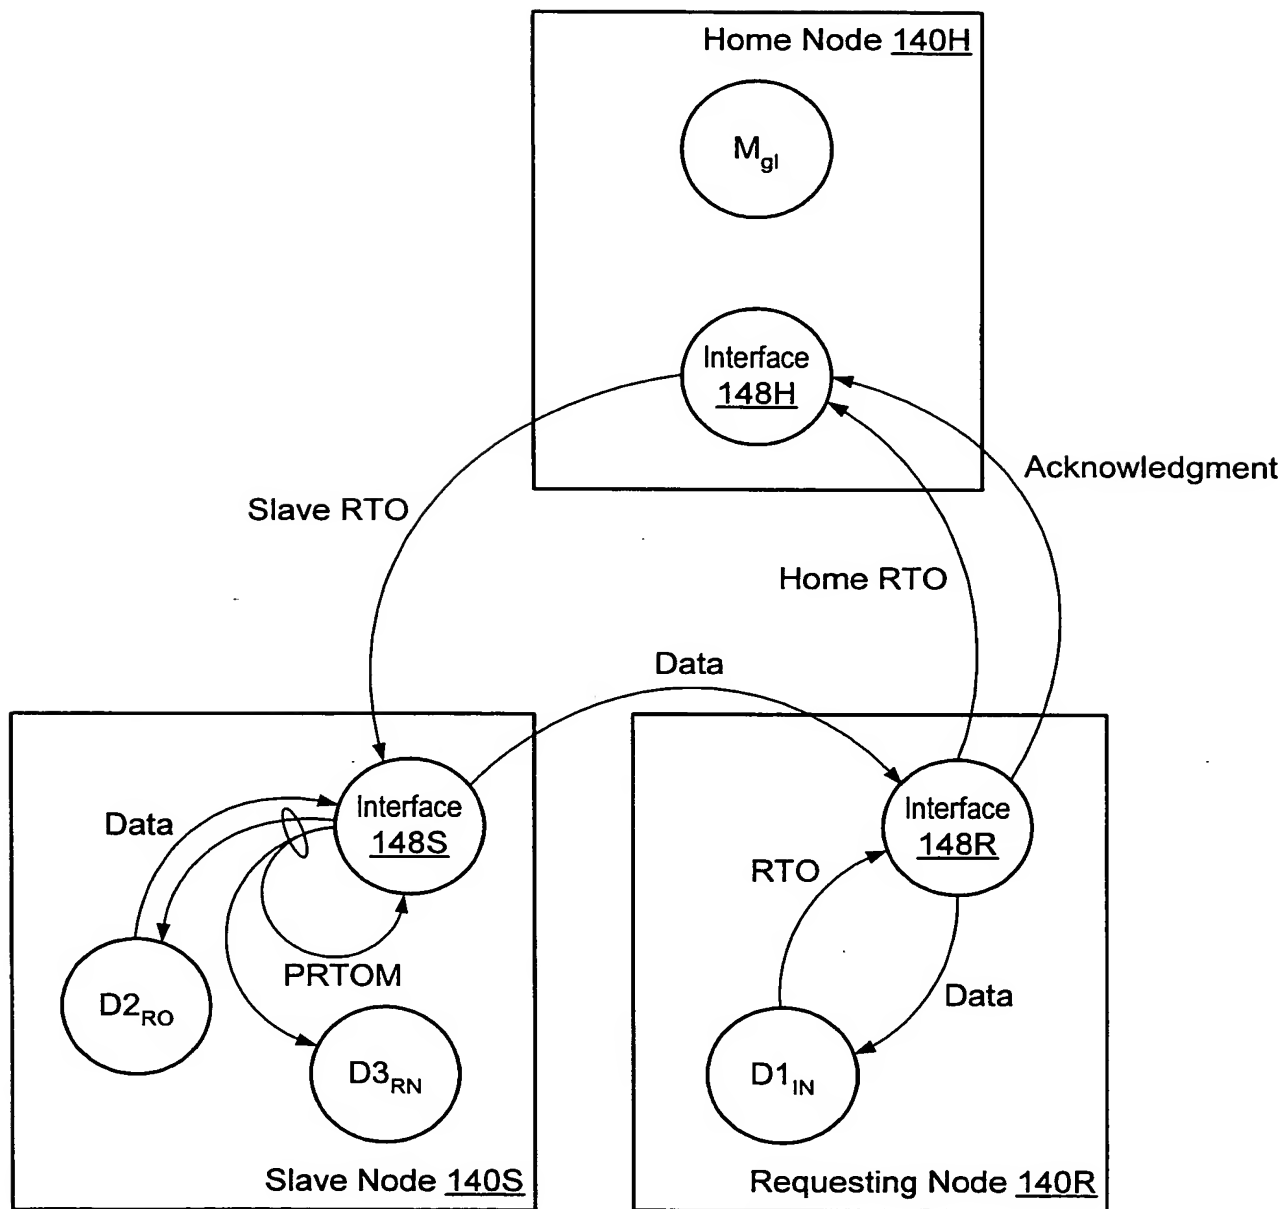 Home Node 140H
M_gl
Interface
148H
Acknowledgment
Slave RTO
Home RTO
Data
Interface
148S
Data
PRTOM
D2_RO
D3_RN
Slave Node 140S
Interface
148R
RTO
Data
D1_IN
Requesting Node 140R